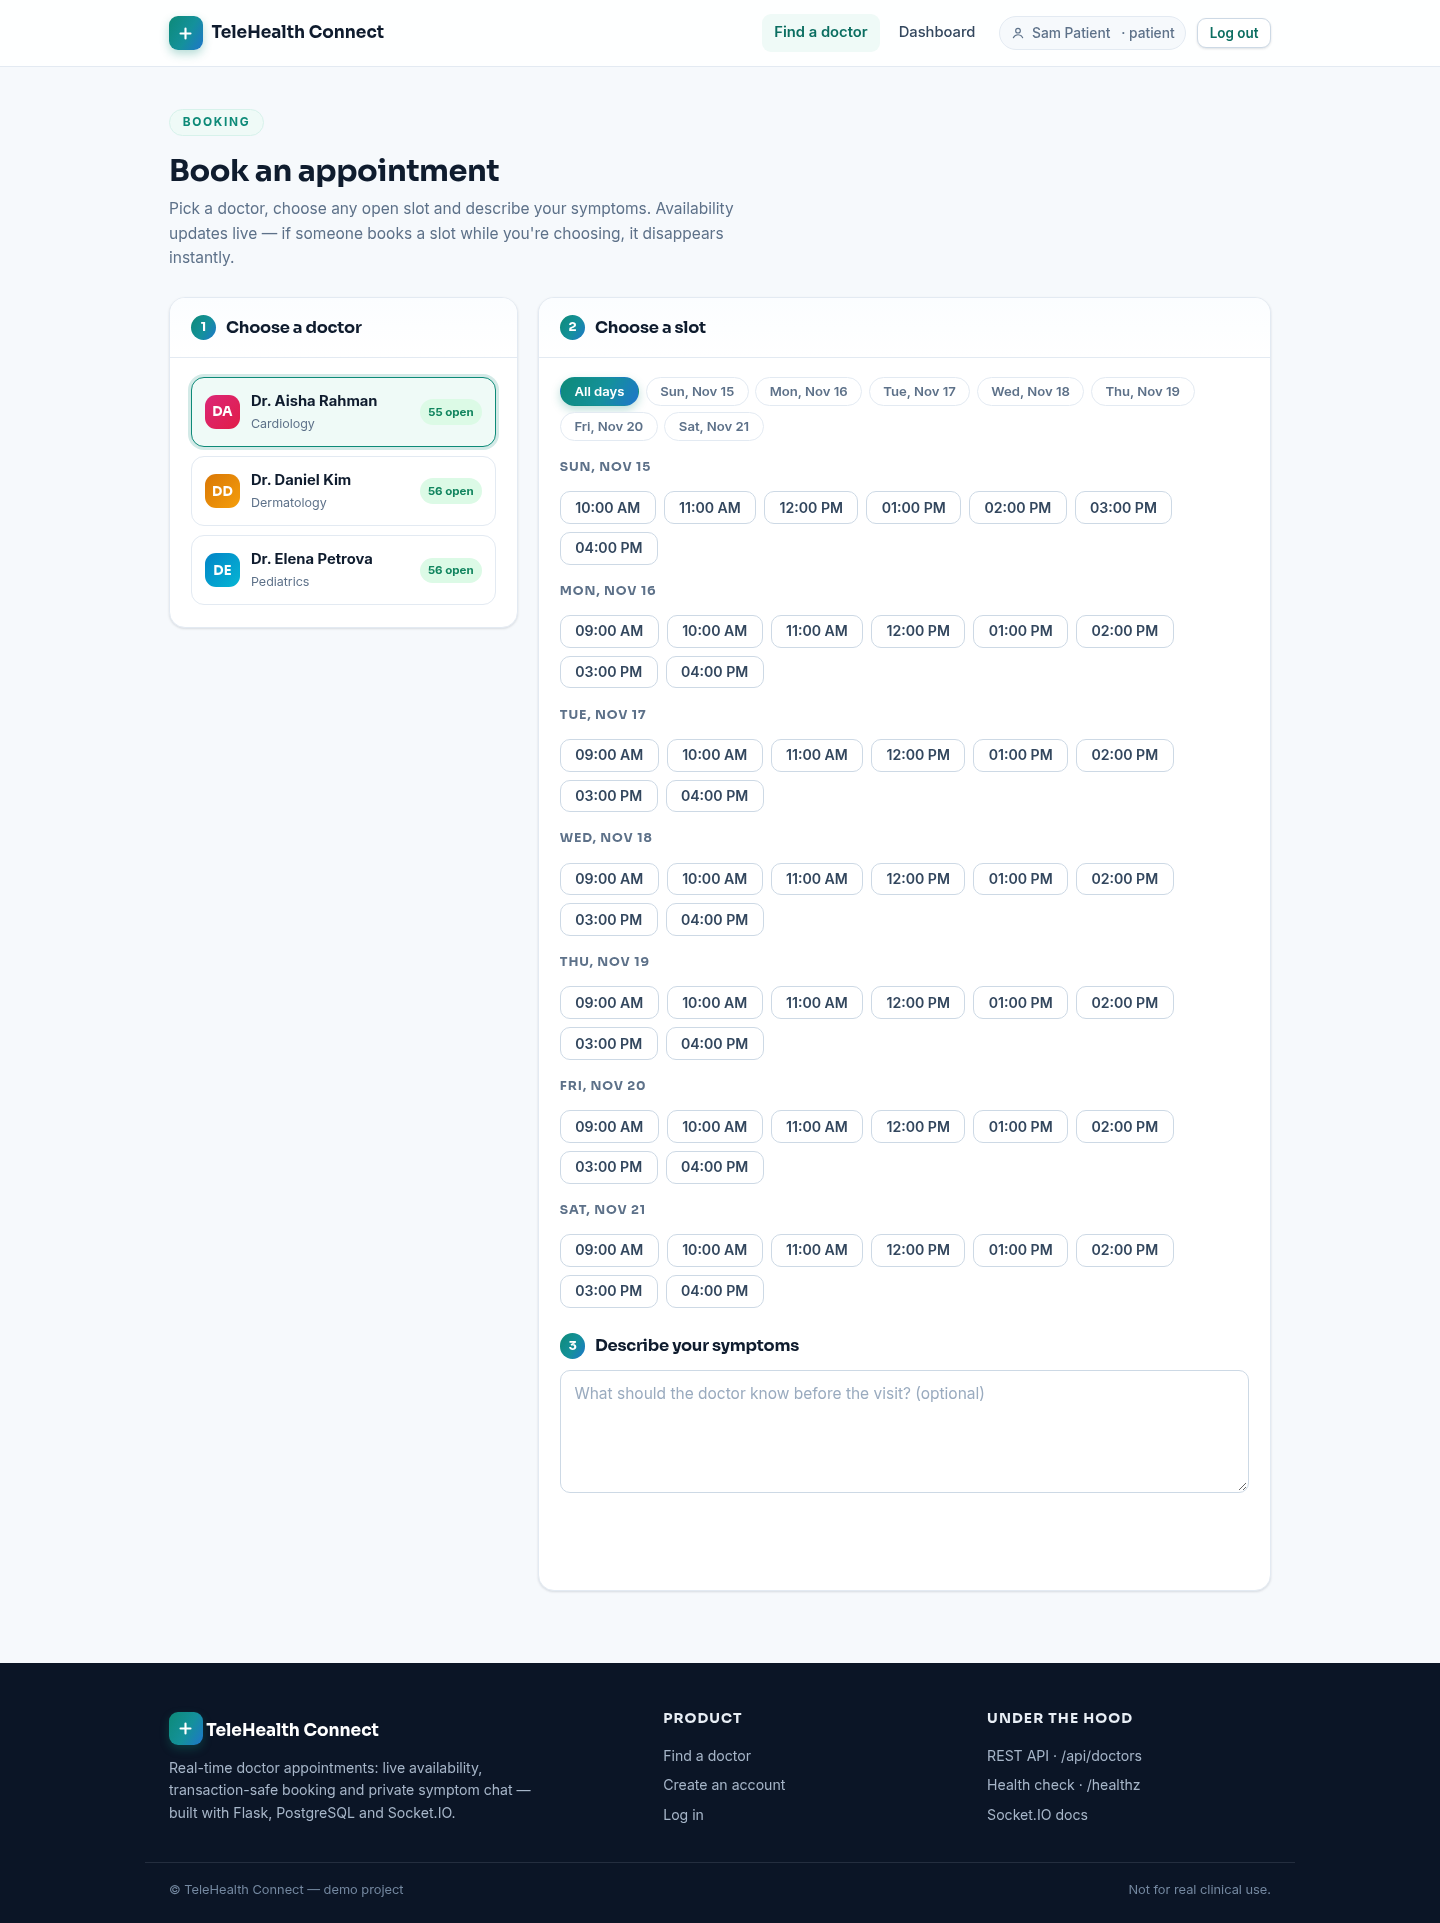 TeleHealth Connect
Find a doctor
Dashboard
Sam Patient · patient
Log out
BOOKING
Book an appointment
Pick a doctor, choose any open slot and describe your symptoms. Availability
updates live — if someone books a slot while you're choosing, it disappears
instantly.
1 Choose a doctor
DA Dr. Aisha Rahman
Cardiology
55 open
DD Dr. Daniel Kim
Dermatology
56 open
DE Dr. Elena Petrova
Pediatrics
56 open
2 Choose a slot
All days Sun, Nov 15 Mon, Nov 16 Tue, Nov 17 Wed, Nov 18 Thu, Nov 19
Fri, Nov 20 Sat, Nov 21
SUN, NOV 15
10:00 AM 11:00 AM 12:00 PM 01:00 PM 02:00 PM 03:00 PM
04:00 PM
MON, NOV 16
09:00 AM 10:00 AM 11:00 AM 12:00 PM 01:00 PM 02:00 PM
03:00 PM 04:00 PM
TUE, NOV 17
09:00 AM 10:00 AM 11:00 AM 12:00 PM 01:00 PM 02:00 PM
03:00 PM 04:00 PM
WED, NOV 18
09:00 AM 10:00 AM 11:00 AM 12:00 PM 01:00 PM 02:00 PM
03:00 PM 04:00 PM
THU, NOV 19
09:00 AM 10:00 AM 11:00 AM 12:00 PM 01:00 PM 02:00 PM
03:00 PM 04:00 PM
FRI, NOV 20
09:00 AM 10:00 AM 11:00 AM 12:00 PM 01:00 PM 02:00 PM
03:00 PM 04:00 PM
SAT, NOV 21
09:00 AM 10:00 AM 11:00 AM 12:00 PM 01:00 PM 02:00 PM
03:00 PM 04:00 PM
3 Describe your symptoms
What should the doctor know before the visit? (optional)
TeleHealth Connect
Real-time doctor appointments: live availability,
transaction-safe booking and private symptom chat —
built with Flask, PostgreSQL and Socket.IO.
PRODUCT
Find a doctor
Create an account
Log in
UNDER THE HOOD
REST API · /api/doctors
Health check · /healthz
Socket.IO docs
© TeleHealth Connect — demo project
Not for real clinical use.